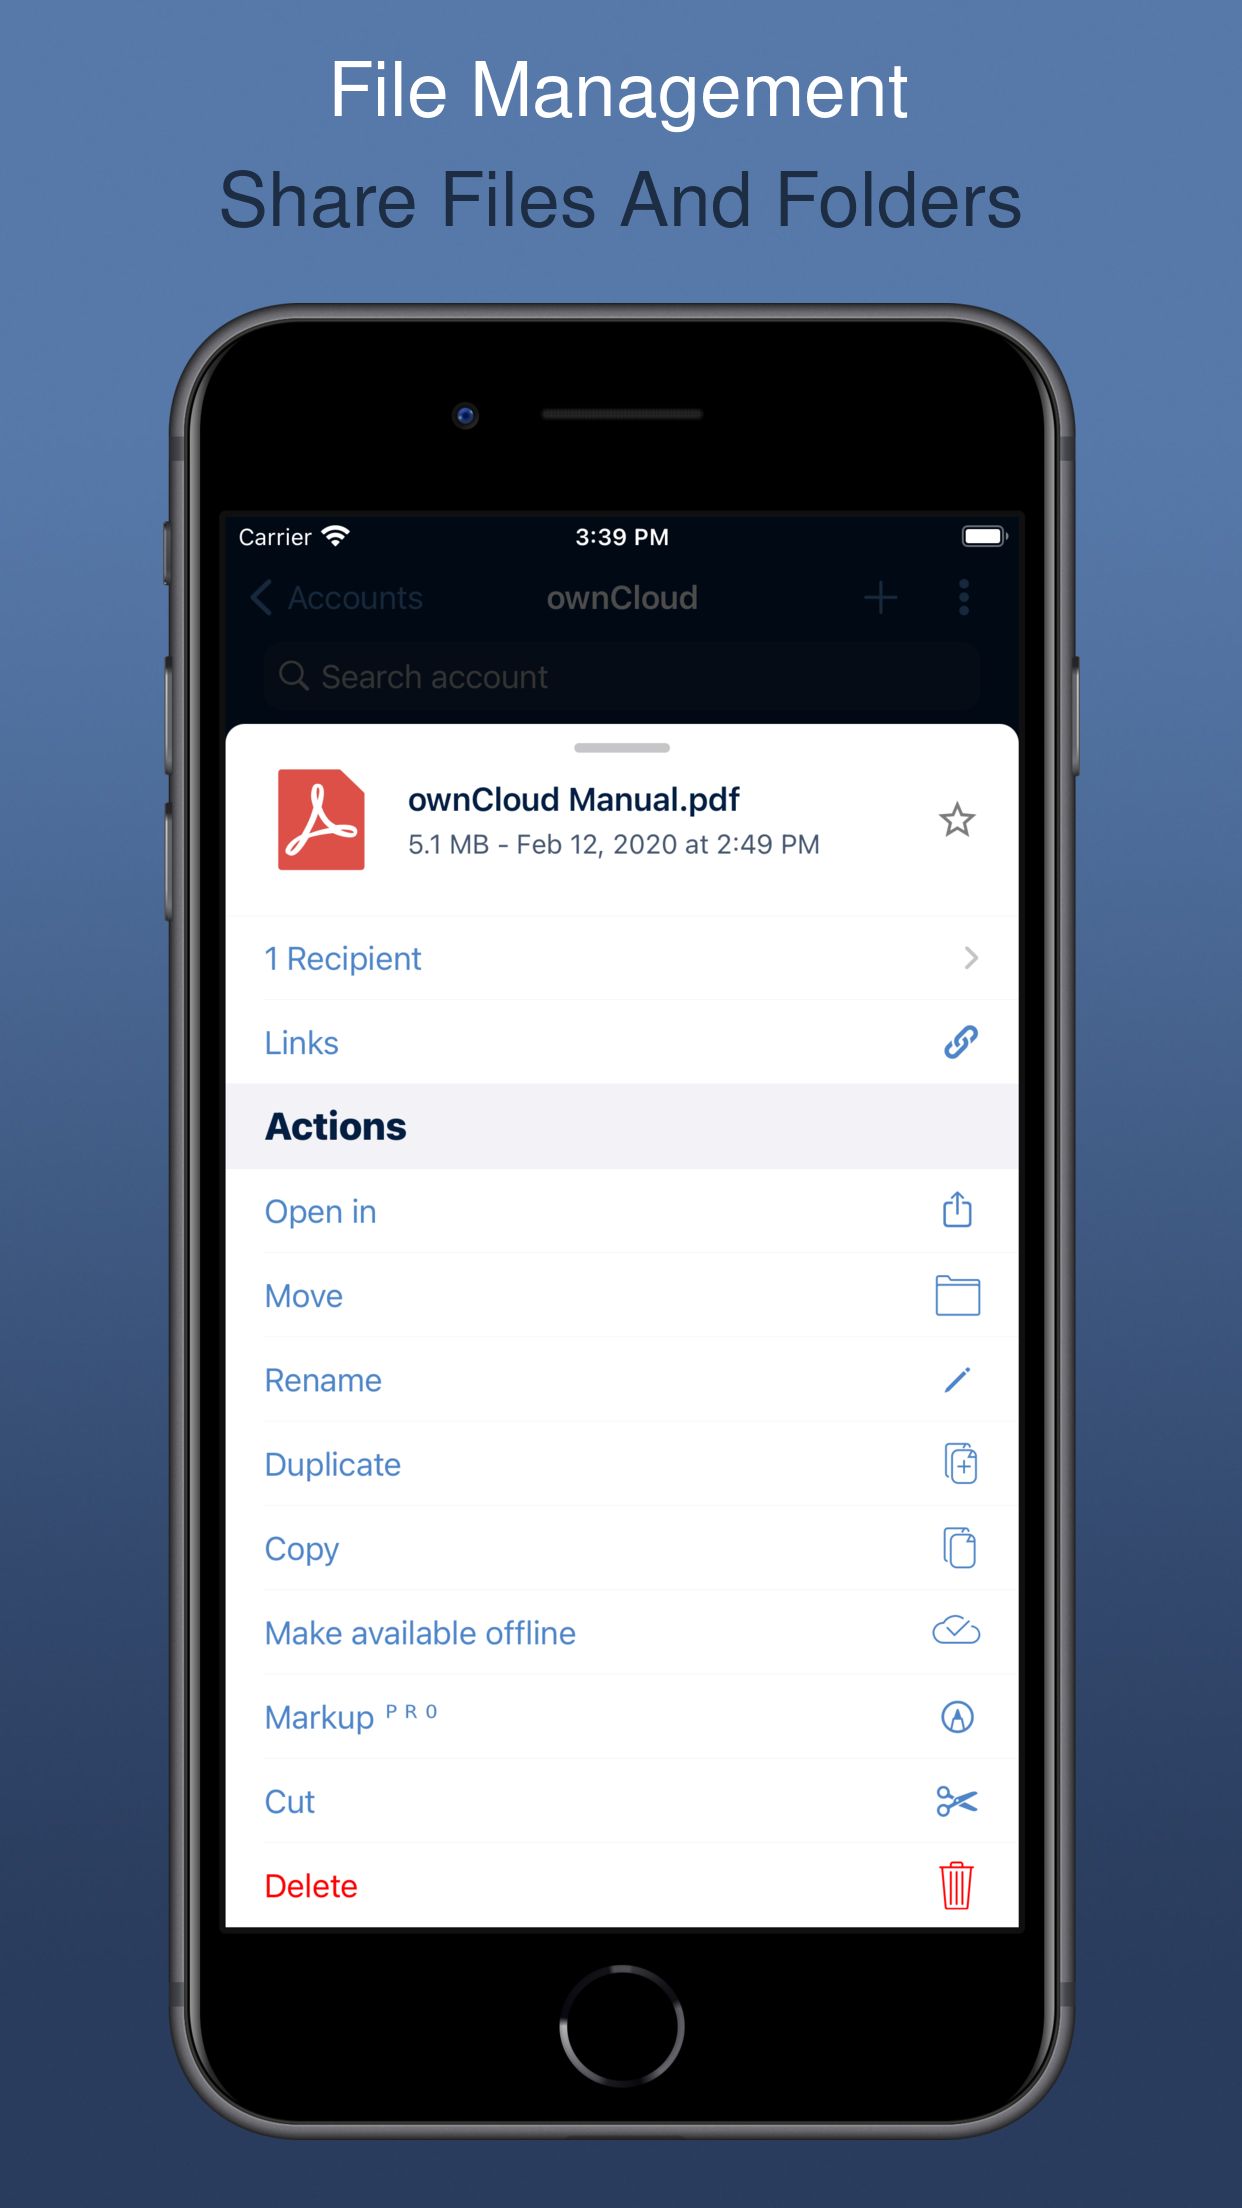 File Management
Share Files And Folders
Carrier 3:39 PM
Accounts ownCloud
Search account
ownCloud Manual.pdf
5.1 MB - Feb 12, 2020 at 2:49 PM
1 Recipient
Links
Actions
Open in
Move
Rename
Duplicate
Copy
Make available offline
Markup PRO
Cut
Delete